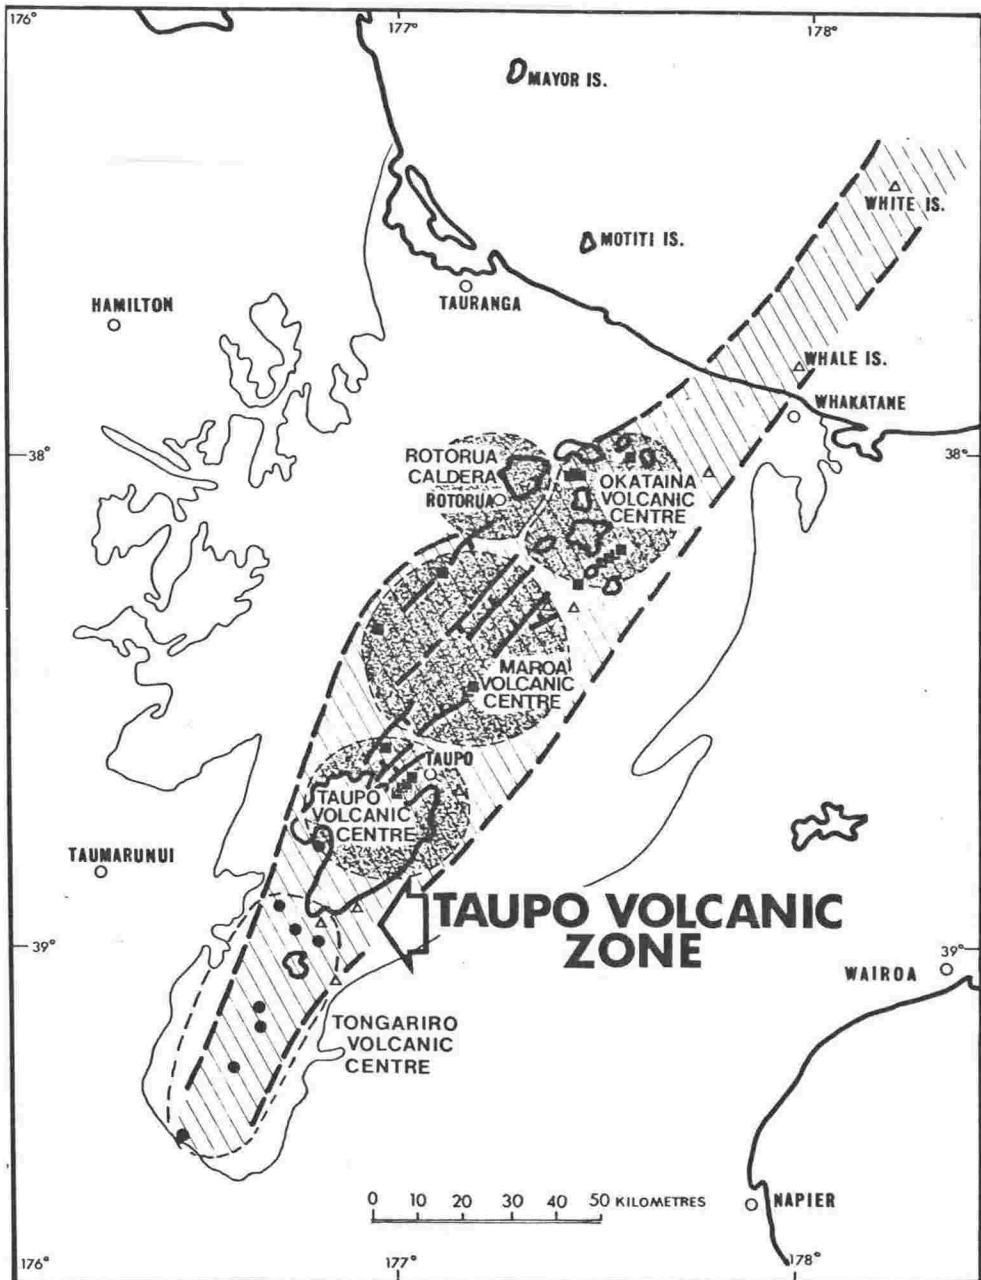 176°
177°
178°
MAYOR IS.
WHITE IS.
MOTITI IS.
HAMILTON
TAURANGA
WHALE IS.
WHAKATANE
38°
38°
ROTORUA
CALDERA
ROTORUA
OKATAINA
VOLCANIC
CENTRE
MAROA
VOLCANIC
CENTRE
TAUPO
TAUPO
VOLCANIC
CENTRE
TAUMARUNUI
TAUPO VOLCANIC
ZONE
39°
39°
WAIROA
TONGARIRO
VOLCANIC
CENTRE
0 10 20 30 40 50 KILOMETRES
NAPIER
176°
177°
178°